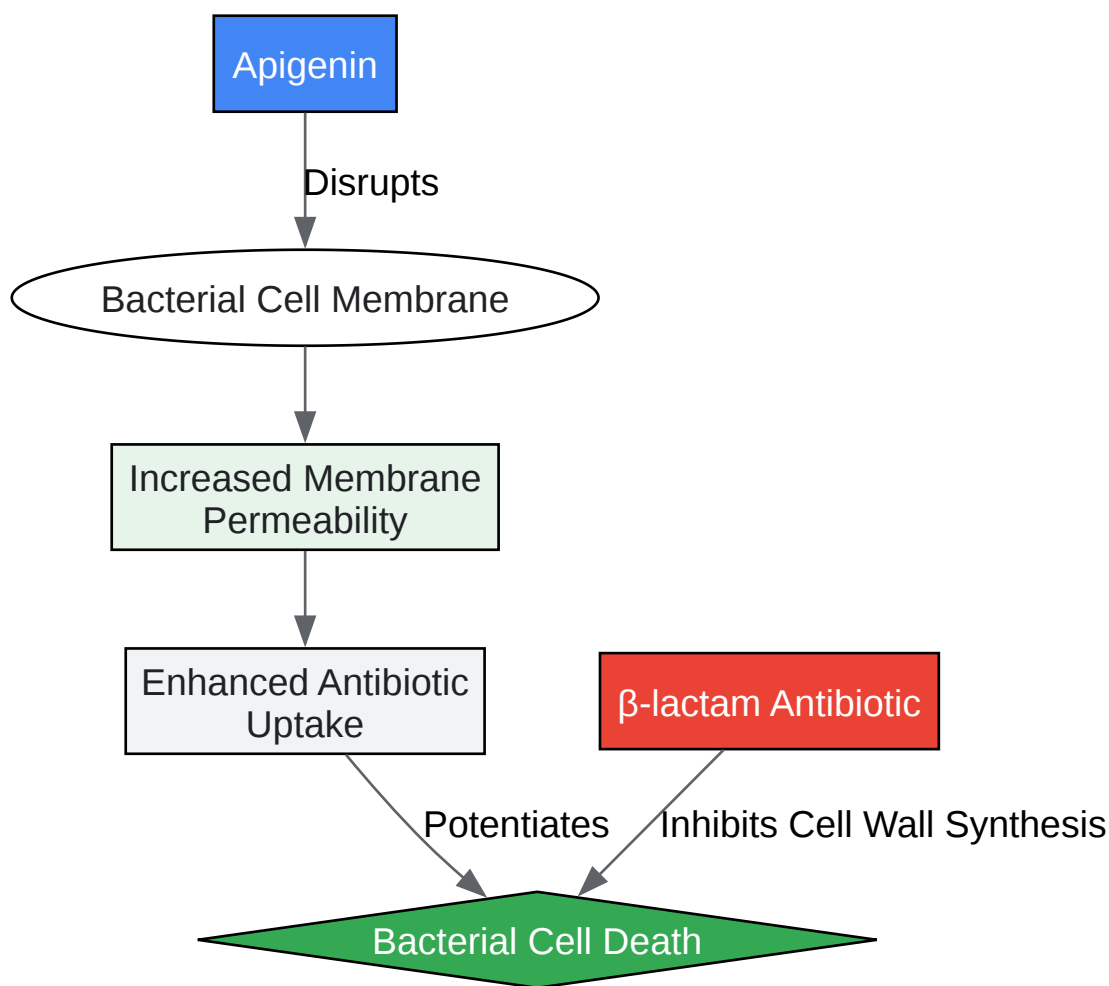 Apigenin
Disrupts
Bacterial Cell Membrane
Increased Membrane
Permeability
Enhanced Antibiotic
Uptake
β-lactam Antibiotic
Potentiates
Inhibits Cell Wall Synthesis
Bacterial Cell Death